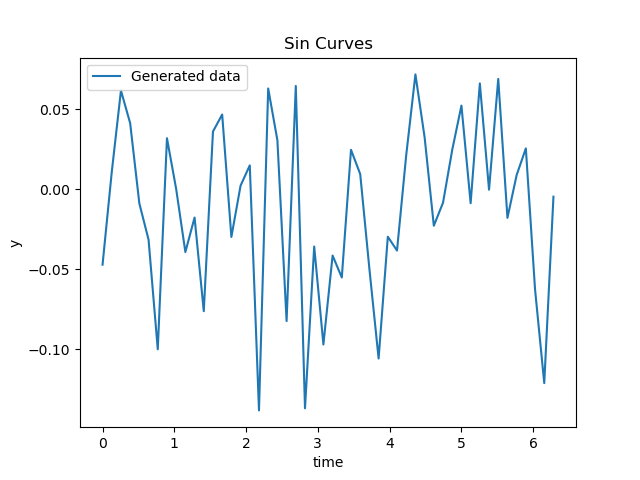 Sin Curves
Generated data
0.05
0.00
−0.05
−0.10
y
0 1 2 3 4 5 6
time